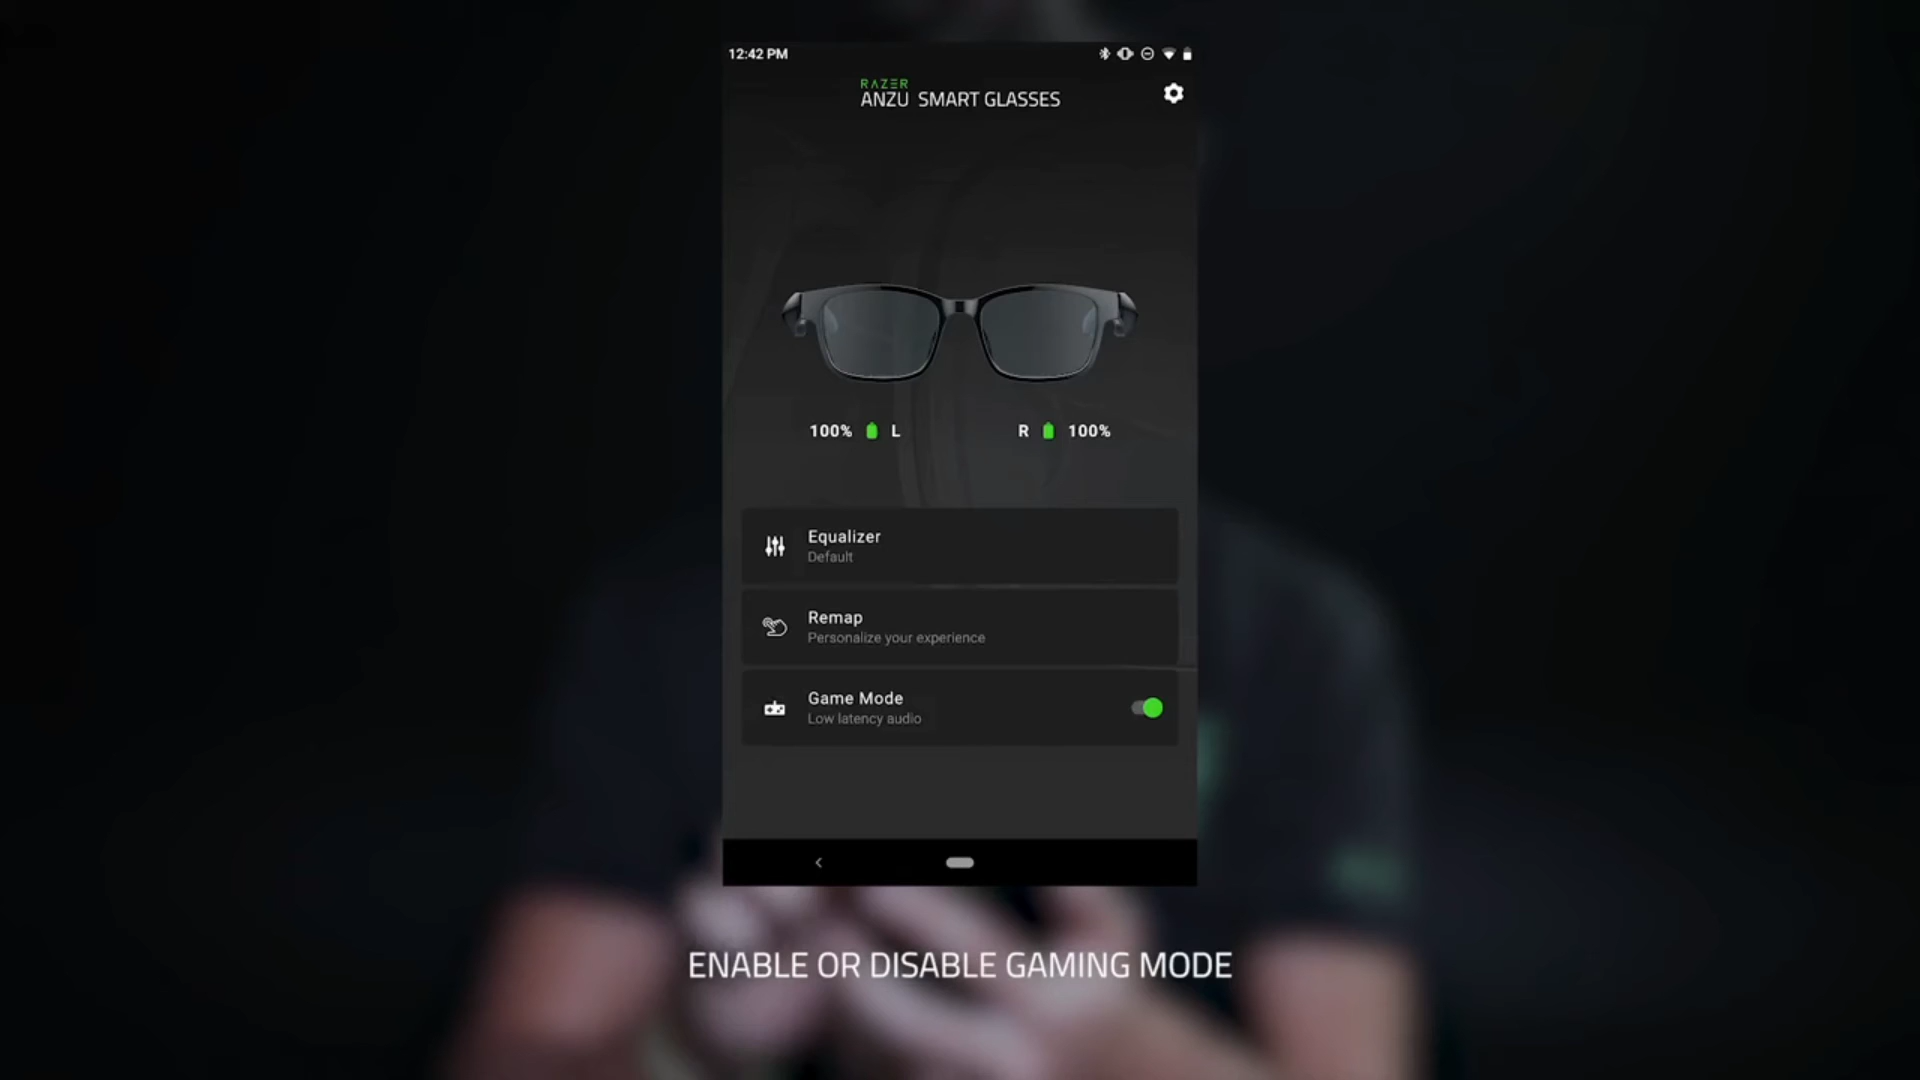 12:42 PM
RAZER
ANZU SMART GLASSES
100% L
R 100%
Equalizer
Default
Remap
Personalize your experience
Game Mode
Low latency audio
ENABLE OR DISABLE GAMING MODE